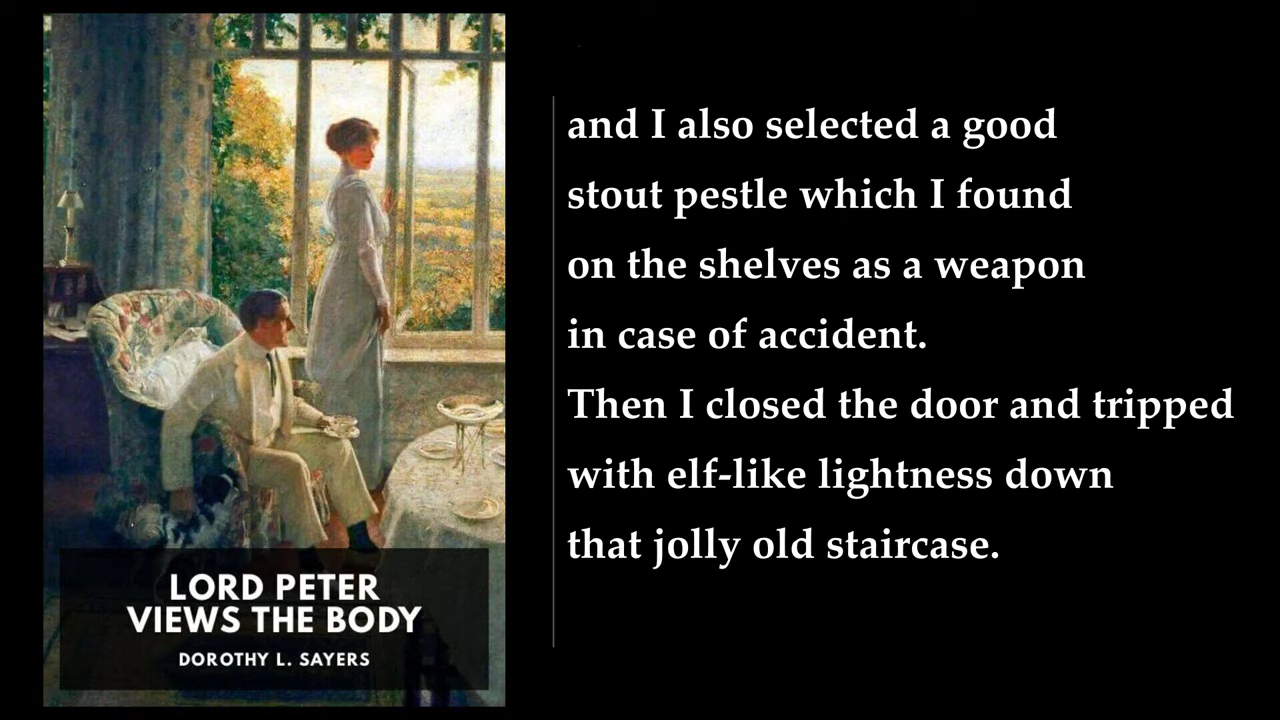 LORD PETER
VIEWS THE BODY
DOROTHY L. SAYERS
and I also selected a good
stout pestle which I found
on the shelves as a weapon
in case of accident.
Then I closed the door and tripped
with elf-like lightness down
that jolly old staircase.